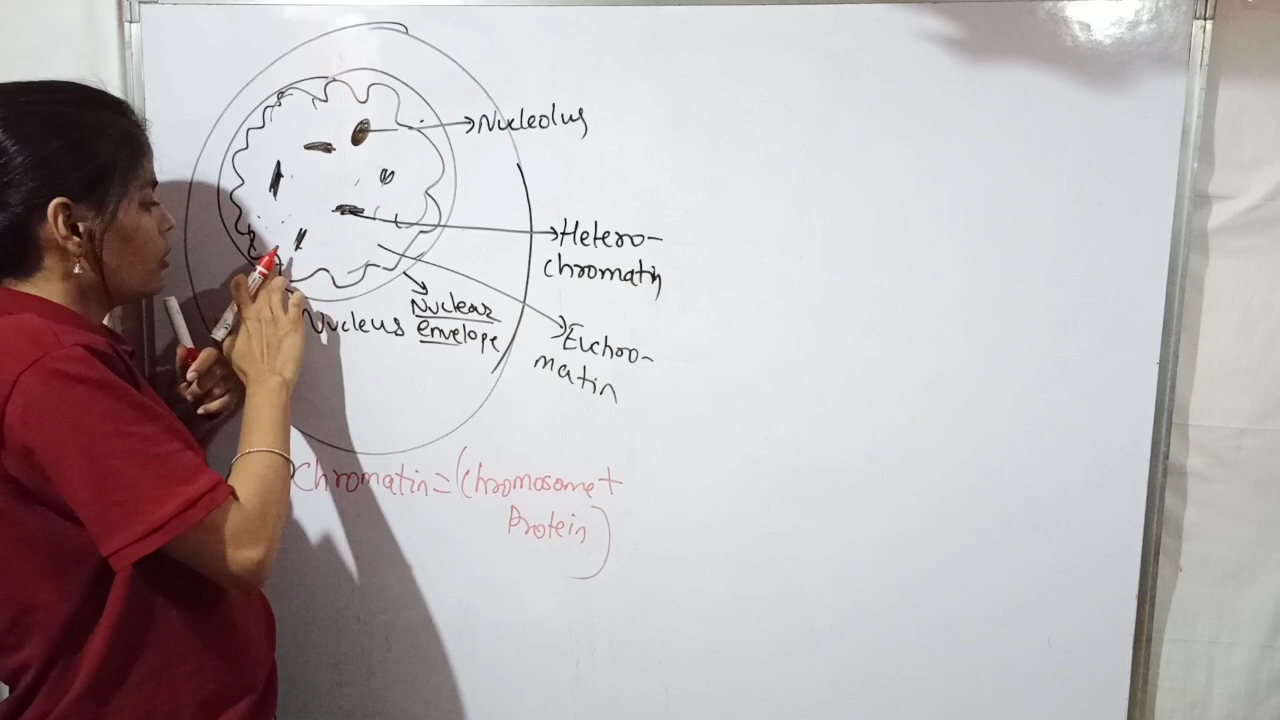 Nucleolus
Hetero-
chromatin
Nuclear
envelope
Nucleus
Euchro-
matin
Chromatin=(Chromosome+
Protein)